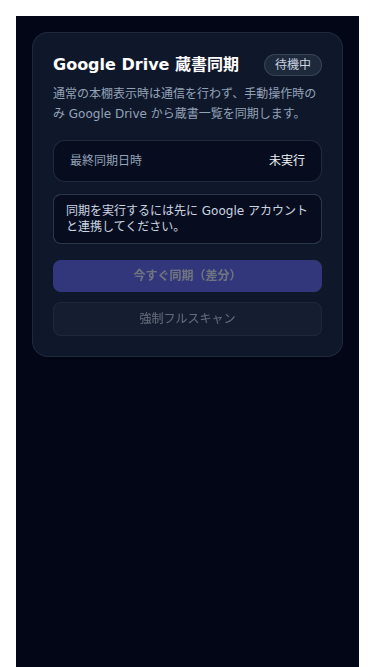 Google Drive 蔵書同期
待機中
通常の本棚表示時は通信を行わず、手動操作時の
み Google Drive から蔵書一覧を同期します。
最終同期日時
未実行
同期を実行するには先に Google アカウント
と連携してください。
今すぐ同期（差分）
強制フルスキャン